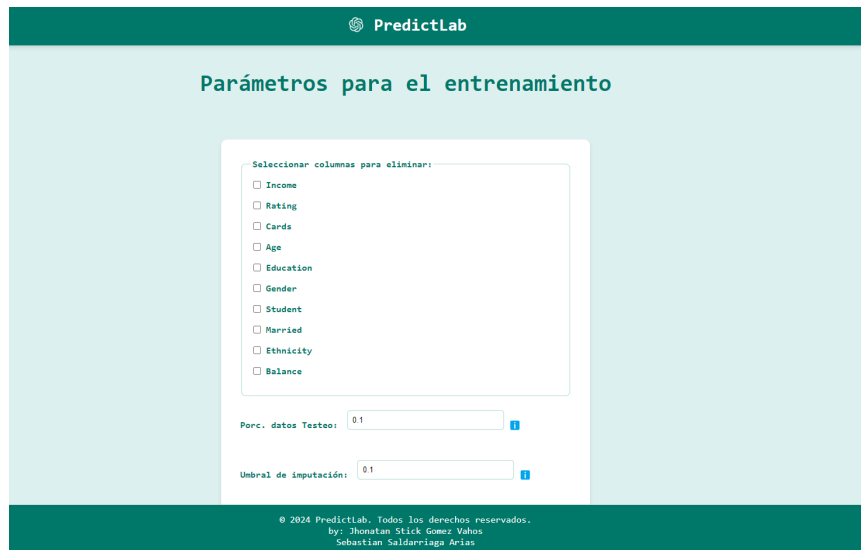 PredictLab
Parámetros para el entrenamiento
Seleccionar columnas para eliminar:
Income
Rating
Cards
Age
Education
Gender
Student
Married
Ethnicity
Balance
Porc. datos Testeo: 0.1 i
Umbral de imputación: 0.1 i
© 2024 PredictLab. Todos los derechos reservados.
by: Jhonatan Stick Gomez Vahos
Sebastian Saldarriaga Arias